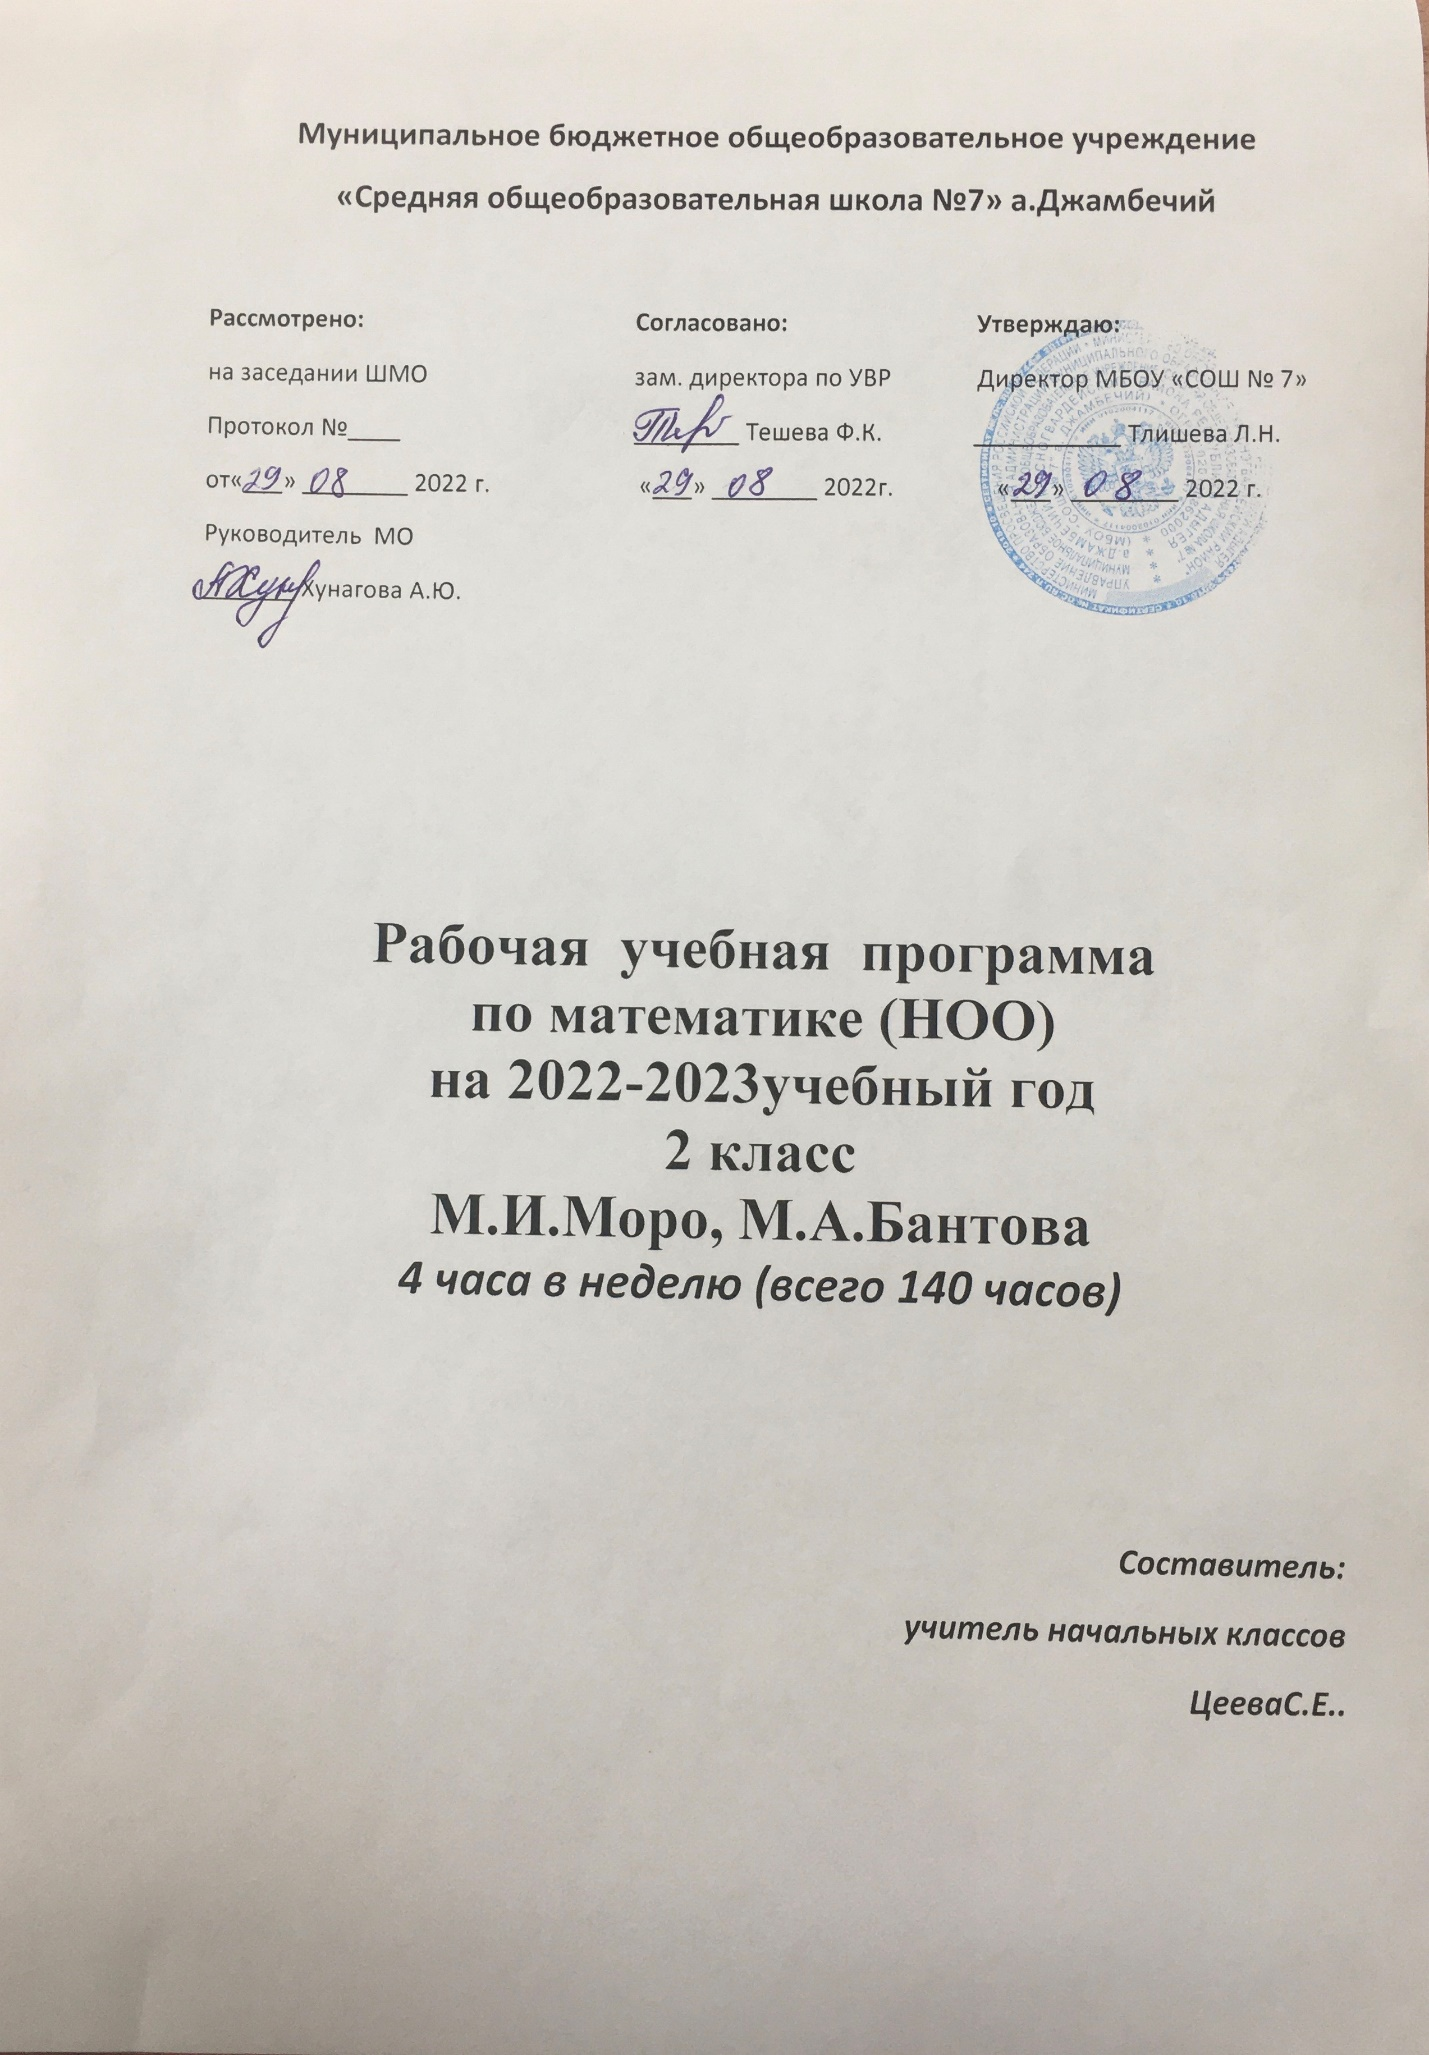 Муниципальное бюджетное общеобразовательное учреждение
«Средняя общеобразовательная школа №7» а.Джамбечий
Рассмотрено:
на заседании ШМО
Протокол №____
от«29» 08 2022 г.
Руководитель МО
Хунагова А.Ю.
Согласовано:
зам. директора по УВР
Тешева Ф.К.
«29» 08 2022г.
Утверждаю:
Директор МБОУ «СОШ № 7»
Тлишева Л.Н.
«29» 08 2022 г.
Рабочая учебная программа
по математике (НОО)
на 2022-2023учебный год
2 класс
М.И.Моро, М.А.Бантова
4 часа в неделю (всего 140 часов)
Составитель:
учитель начальных классов
ЦееваС.Е..